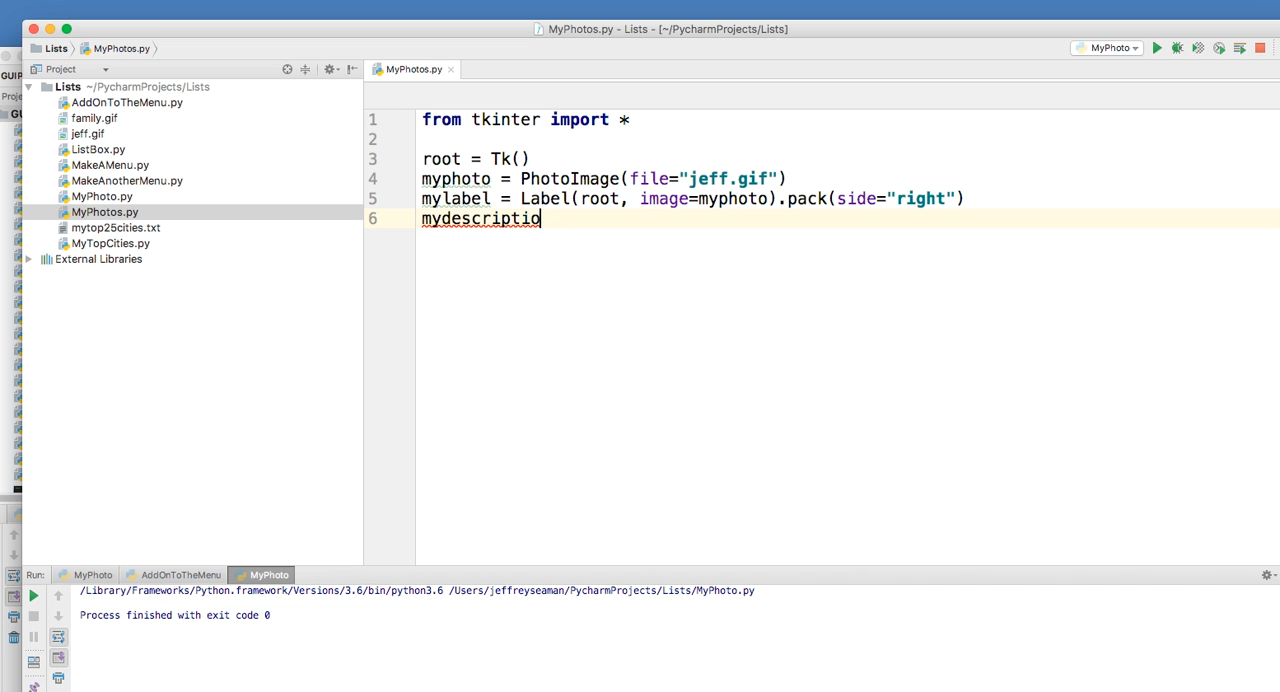 MyPhotos.py - Lists - [~/PycharmProjects/Lists]
Lists MyPhotos.py MyPhoto
GUIP
Project MyPhotos.py
Proje
Lists ~/PycharmProjects/Lists
GU
AddOnToTheMenu.py
family.gif
jeff.gif
ListBox.py
MakeAMenu.py
MakeAnotherMenu.py
MyPhoto.py
MyPhotos.py
mytop25cities.txt
MyTopCities.py
External Libraries
1 from tkinter import *
2
3 root = Tk()
4 myphoto = PhotoImage(file="jeff.gif")
5 mylabel = Label(root, image=myphoto).pack(side="right")
6 mydescriptio
Run: MyPhoto AddOnToTheMenu MyPhoto
/Library/Frameworks/Python.framework/Versions/3.6/bin/python3.6 /Users/jeffreyseaman/PycharmProjects/Lists/MyPhoto.py
Process finished with exit code 0